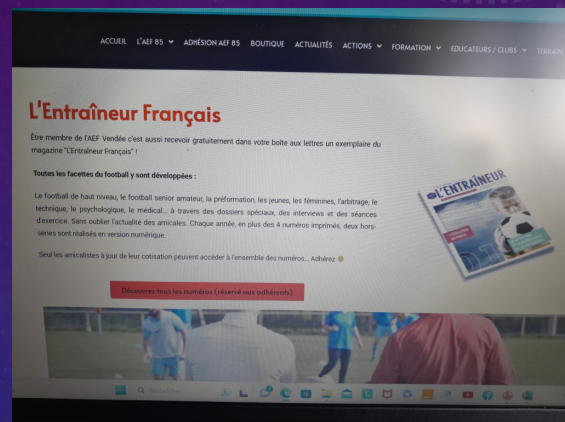 ACCUEIL L'AEF 85 ADHÉSION AEF 85 BOUTIQUE ACTUALITÉS ACTIONS FORMATION EDUCATEURS / CLUBS TERRAIN
L'Entraîneur Français
Être membre de l'AEF Vendée c'est aussi recevoir gratuitement dans votre boîte aux lettres un exemplaire du
magazine "L'Entraîneur Français" !
Toutes les facettes du football y sont développées :
Le football de haut niveau, le football senior amateur, la préformation, les jeunes, les féminines, l'arbitrage, le
technique, le psychologique, le médical... à travers des dossiers spéciaux, des interviews et des séances
d'exercice. Sans oublier l'actualité des amicales. Chaque année, en plus des 4 numéros imprimés, deux hors-
séries sont réalisés en version numérique.
Seul les amicalistes à jour de leur cotisation peuvent accéder à l'ensemble des numéros... Adhérez
L'ENTRAÎNEUR
Découvrez tous les numéros (réservé aux adhérents)
Rechercher